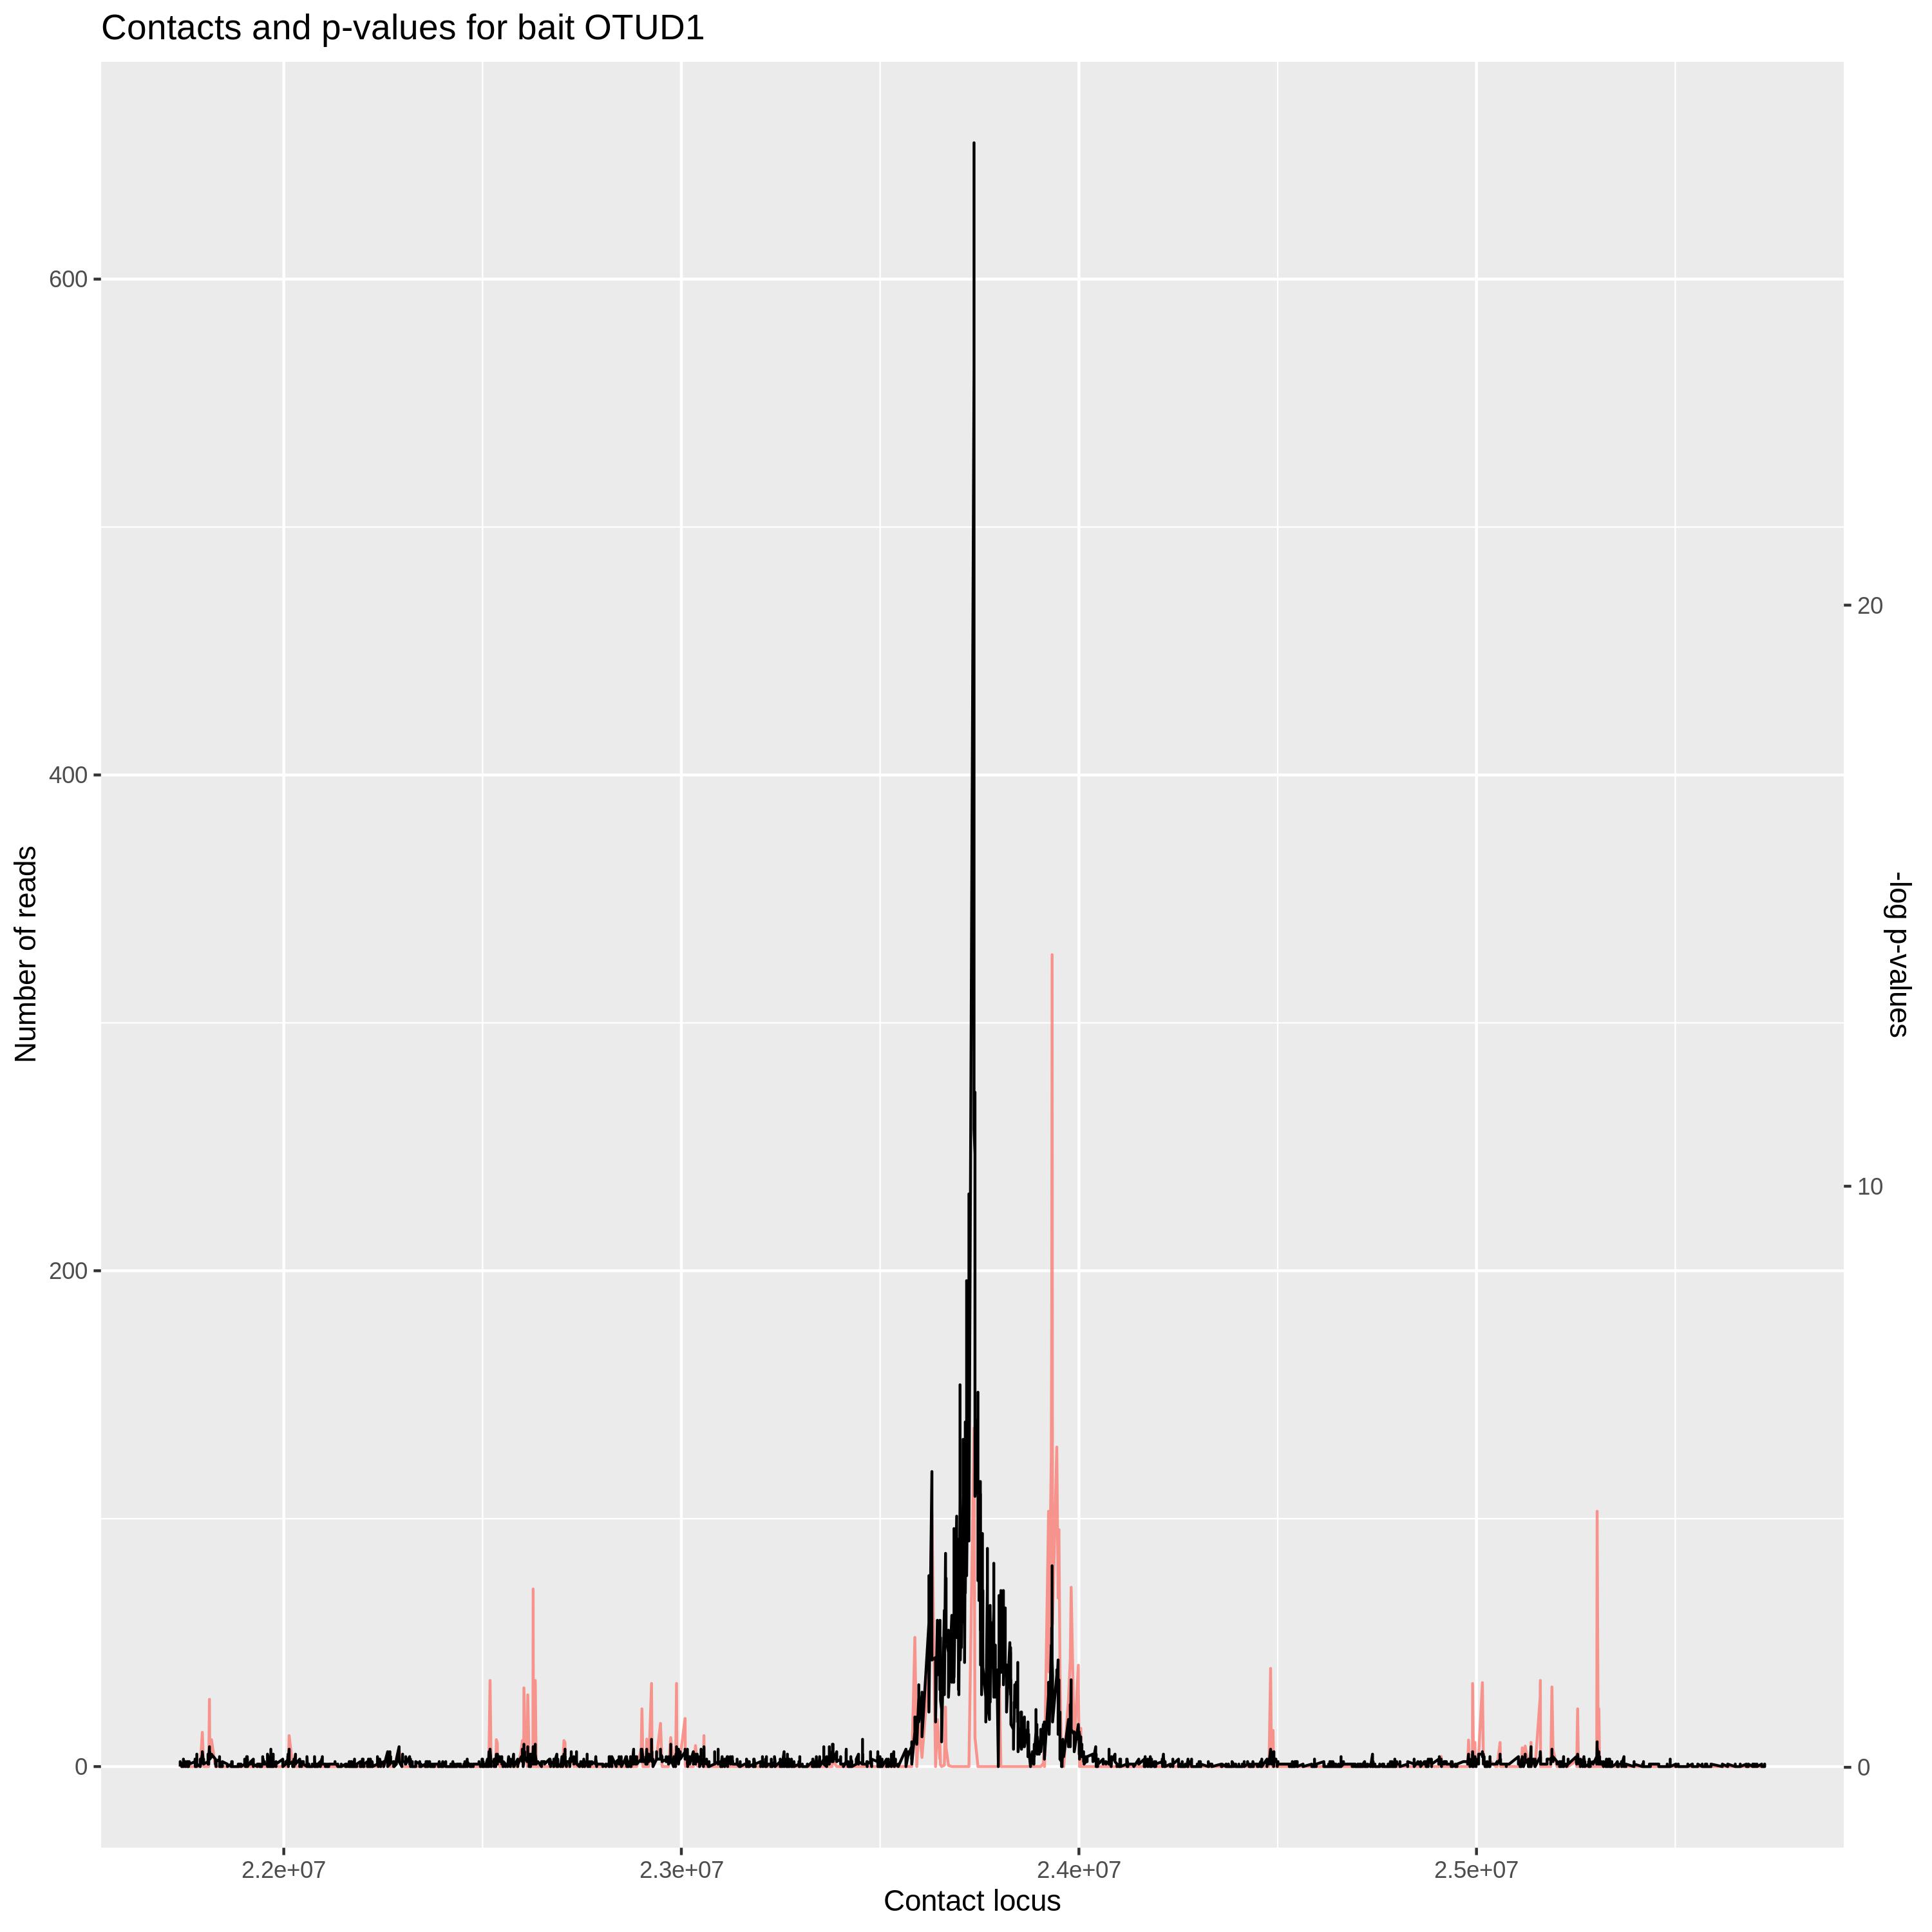 Contacts and p-values for bait OTUD1
600
400
200
0
Number of reads
20
10
0
-log p-values
2.2e+07
2.3e+07
2.4e+07
2.5e+07
Contact locus